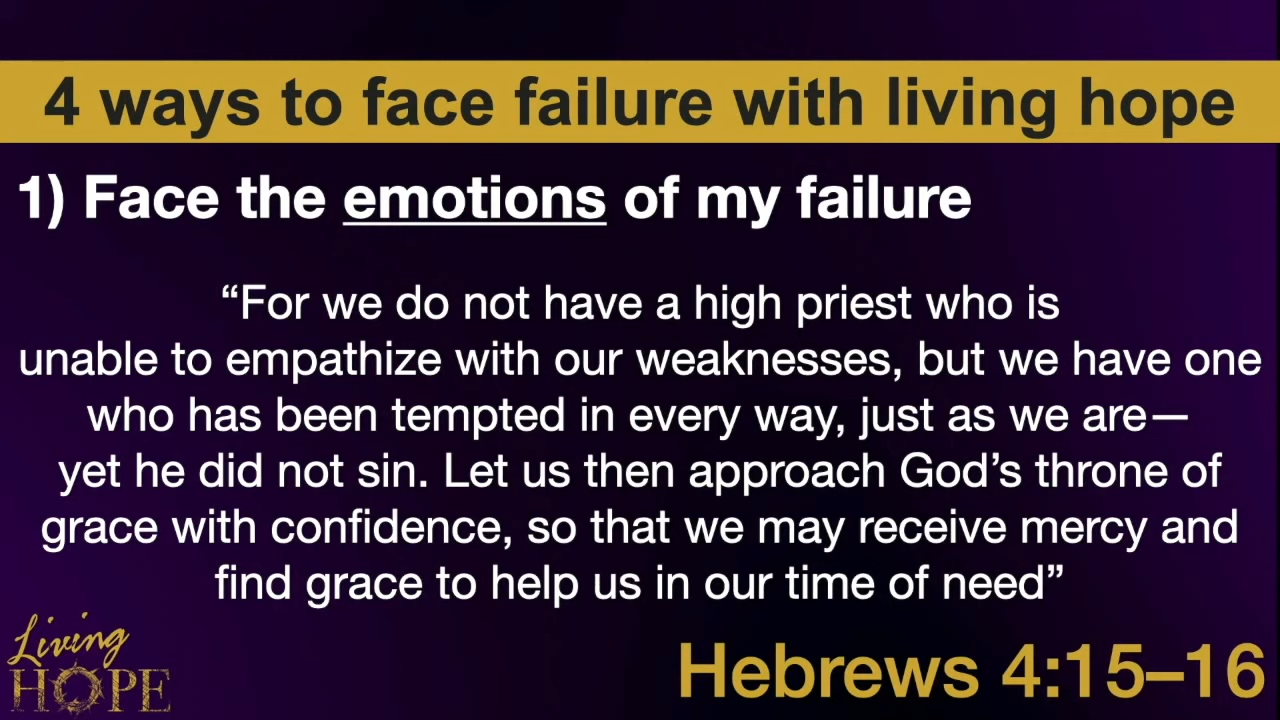 4 ways to face failure with living hope
1) Face the emotions of my failure
“For we do not have a high priest who is
unable to empathize with our weaknesses, but we have one
who has been tempted in every way, just as we are—
yet he did not sin. Let us then approach God’s throne of
grace with confidence, so that we may receive mercy and
find grace to help us in our time of need”
Living
HOPE
Hebrews 4:15–16